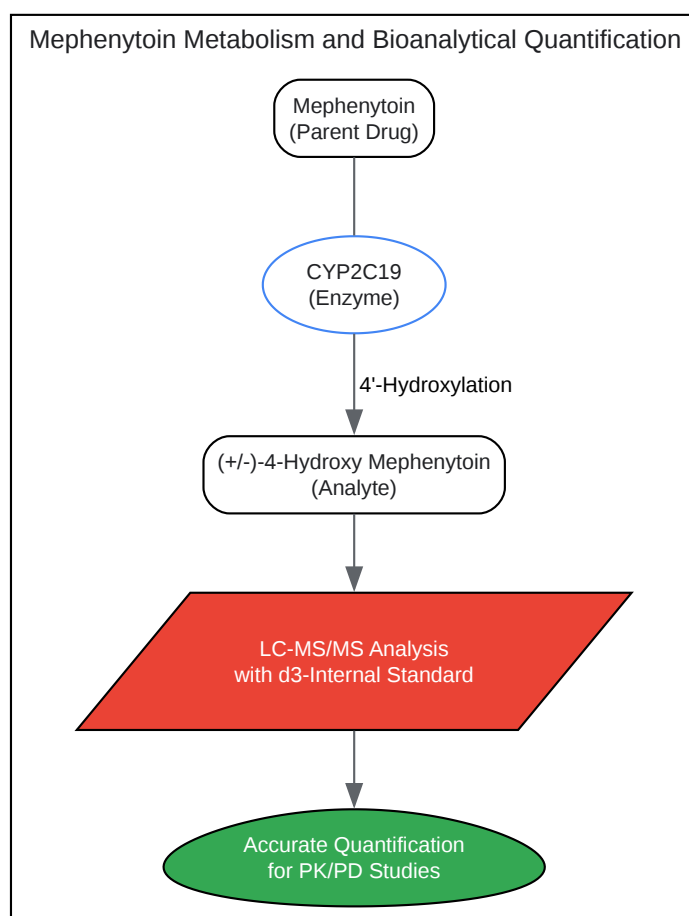 Mephenytoin Metabolism and Bioanalytical Quantification
Mephenytoin
(Parent Drug)
CYP2C19
(Enzyme)
4'-Hydroxylation
(+/-)-4-Hydroxy Mephenytoin
(Analyte)
LC-MS/MS Analysis
with d3-Internal Standard
Accurate Quantification
for PK/PD Studies